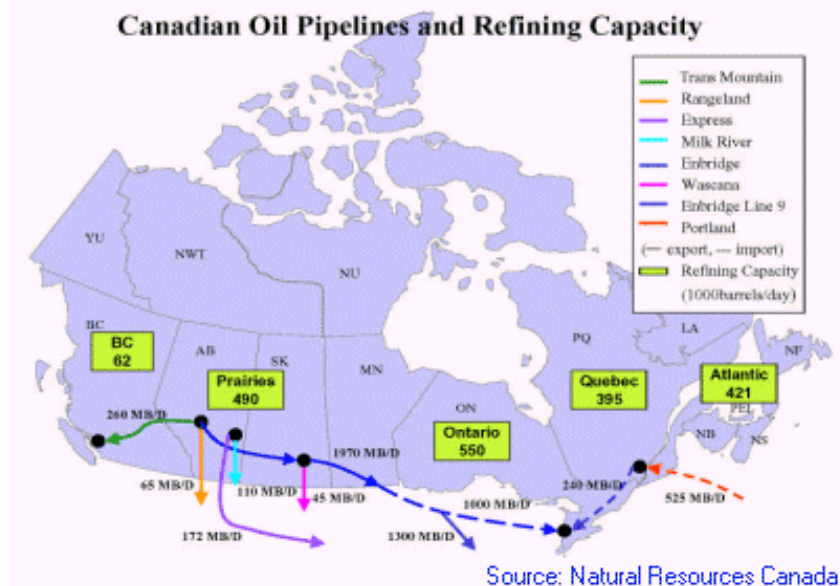 Canadian Oil Pipelines and Refining Capacity
Trans Mountain
Rangeland
Express
Milk River
Enbridge
Wascana
Enbridge Line 9
Portland
(— export, --- import)
Refining Capacity
(1000barrels/day)
YU
NWT
NU
BC
BC
62
AB
SK
MN
PQ
LA
NF
Prairies
490
Quebec
395
Atlantic
421
PEI
ON
Ontario
550
NB
NS
260 MB/D
1970 MB/D
65 MB/D
110 MB/D
45 MB/D
240 MB/D
525 MB/D
1000 MB/D
172 MB/D
1300 MB/D
Source: Natural Resources Canada